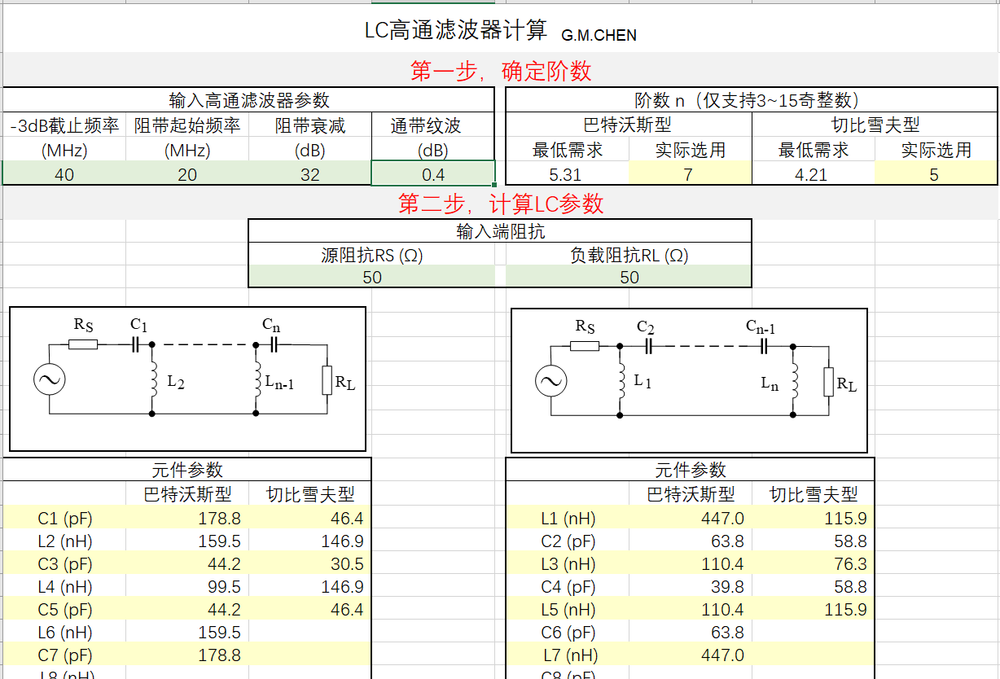 LC高通滤波器计算 G.M.CHEN
第一步，确定阶数
输入高通滤波器参数 阶数 n（仅支持3~15奇整数）
-3dB截止频率 阻带起始频率 阻带衰减 通带纹波 巴特沃斯型 切比雪夫型
(MHz) (MHz) (dB) (dB) 最低需求 实际选用 最低需求 实际选用
40 20 32 0.4 5.31 7 4.21 5
第二步，计算LC参数
输入端阻抗
源阻抗RS (Ω) 负载阻抗RL (Ω)
50 50
RS C1 Cn
L2 Ln-1 RL
RS C2 Cn-1
L1 Ln RL
元件参数
巴特沃斯型 切比雪夫型
C1 (pF) 178.8 46.4
L2 (nH) 159.5 146.9
C3 (pF) 44.2 30.5
L4 (nH) 99.5 146.9
C5 (pF) 44.2 46.4
L6 (nH) 159.5
C7 (pF) 178.8
L8 (nH)
元件参数
巴特沃斯型 切比雪夫型
L1 (nH) 447.0 115.9
C2 (pF) 63.8 58.8
L3 (nH) 110.4 76.3
C4 (pF) 39.8 58.8
L5 (nH) 110.4 115.9
C6 (pF) 63.8
L7 (nH) 447.0
C8 (pF)